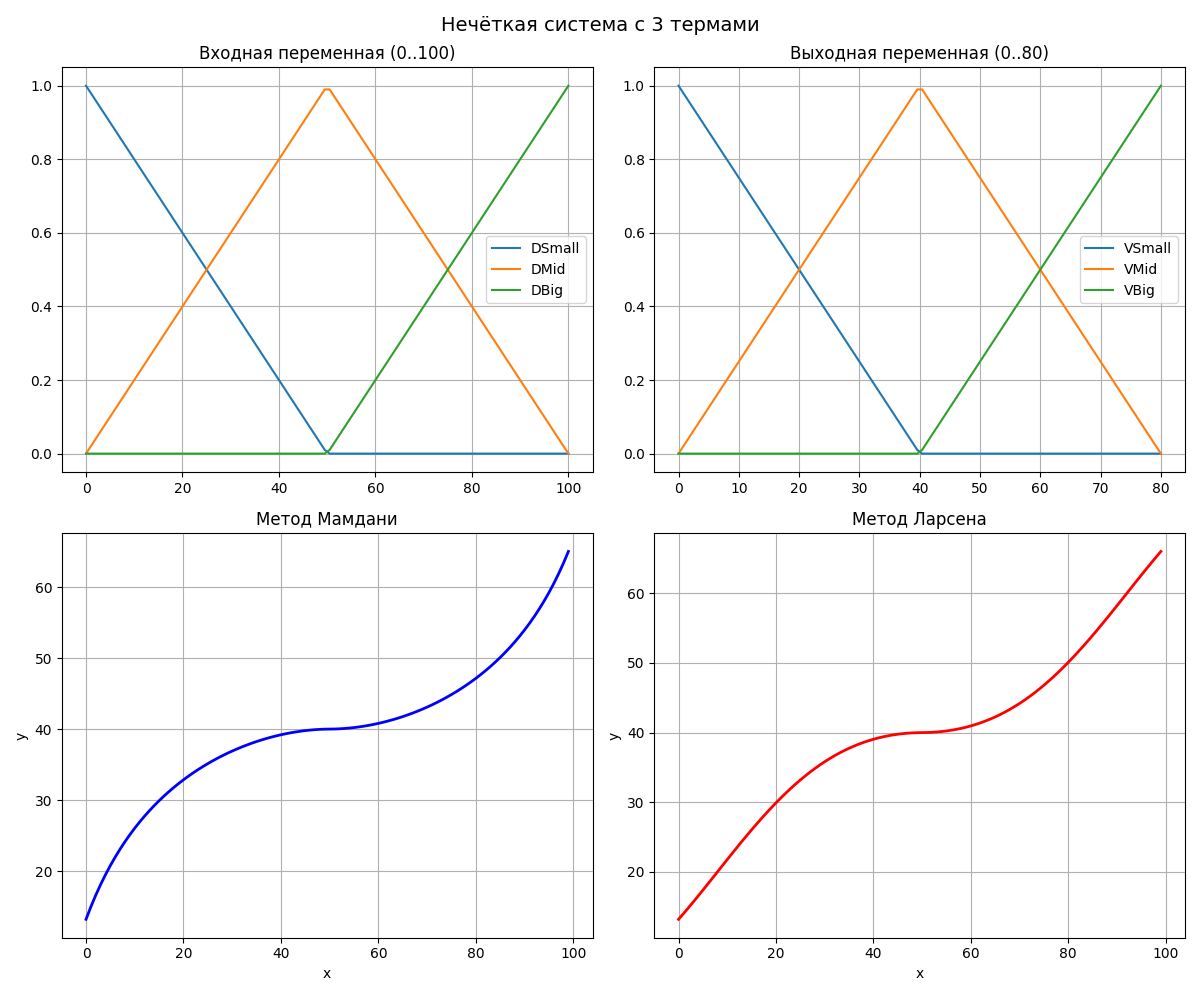 Нечёткая система с 3 термами
Входная переменная (0..100)
1.0
0.8
0.6
0.4
0.2
0.0
DSmall
DMid
DBig
0 20 40 60 80 100
Выходная переменная (0..80)
1.0
0.8
0.6
0.4
0.2
0.0
VSmall
VMid
VBig
0 10 20 30 40 50 60 70 80
Метод Мамдани
60
50
40
30
20
y
0 20 40 60 80 100
x
Метод Ларсена
60
50
40
30
20
y
0 20 40 60 80 100
x